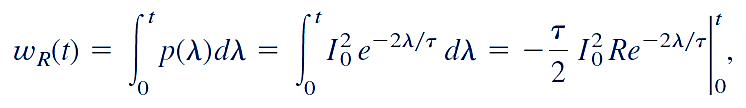 w_R(t) = ∫_0^t p(λ)dλ = ∫_0^t I_0^2 e^{-2λ/τ} dλ = -τ/2 I_0^2 Re^{-2λ/τ}|_0^t,